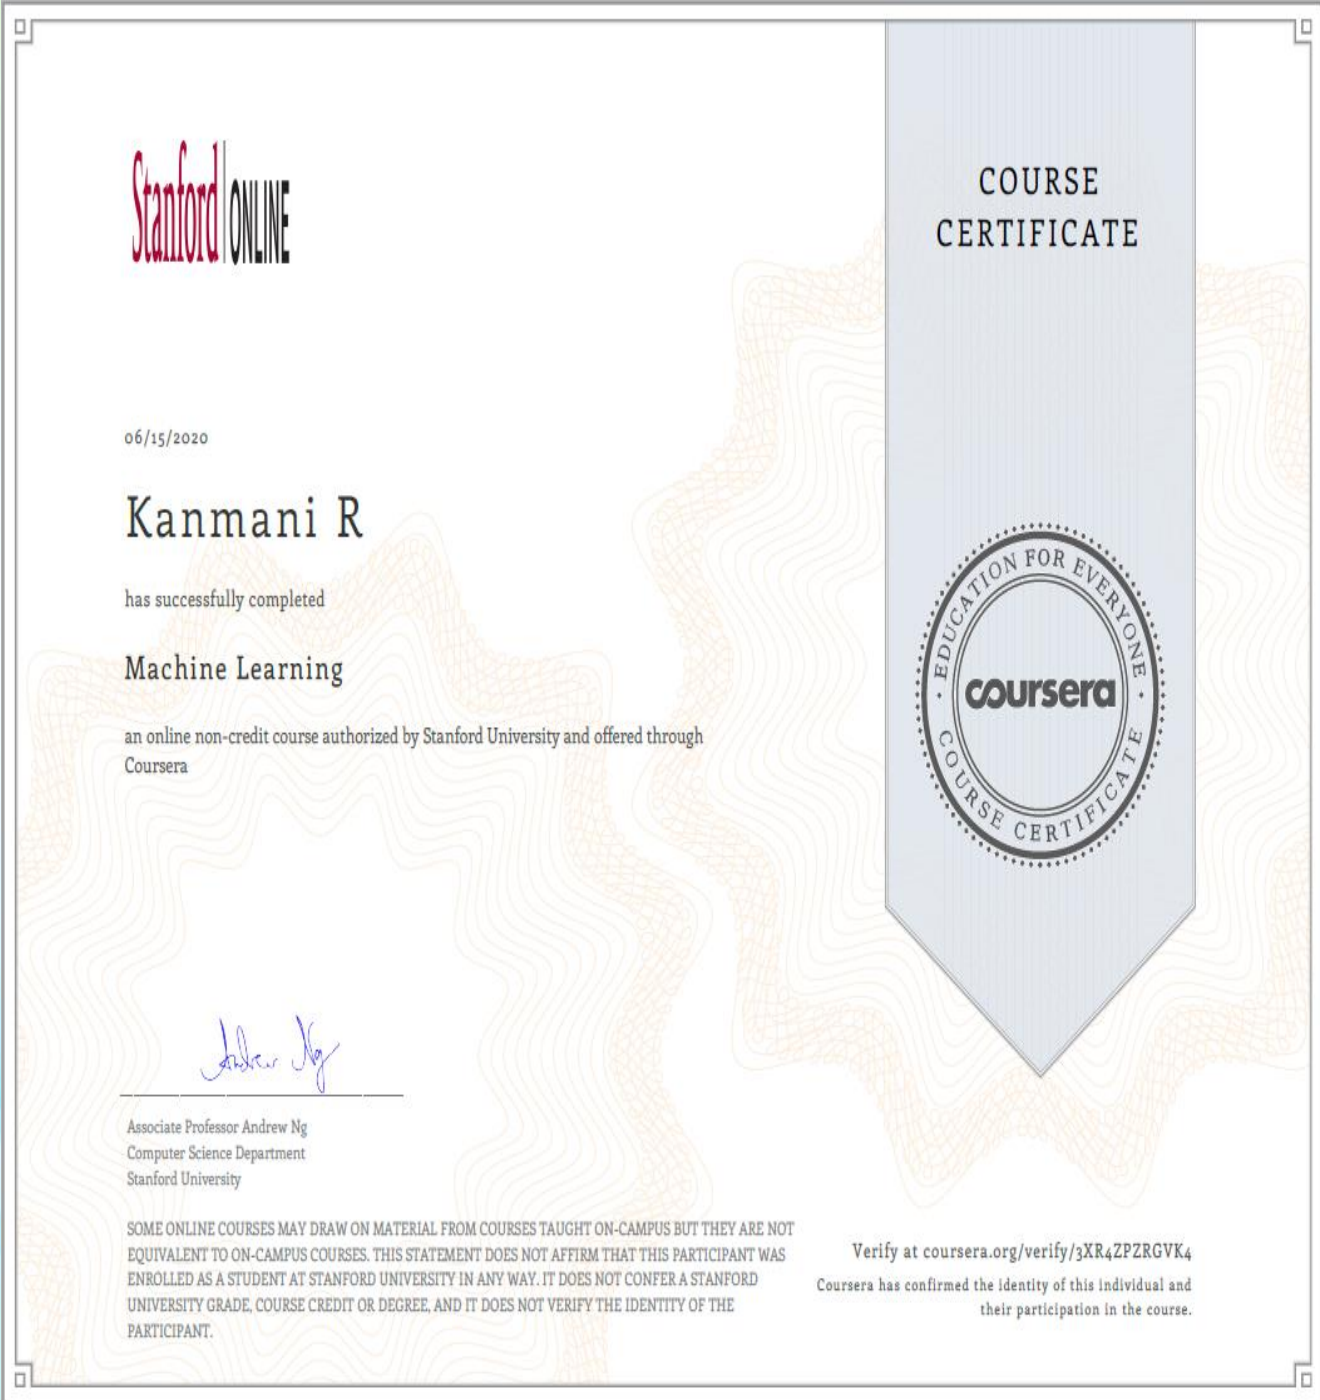 Stanford ONLINE
COURSE
CERTIFICATE
06/15/2020
Kanmani R
has successfully completed
Machine Learning
an online non-credit course authorized by Stanford University and offered through
Coursera
EDUCATION FOR EVERYONE
coursera
COURSE CERTIFICATE
Andrew Ng
Associate Professor Andrew Ng
Computer Science Department
Stanford University
SOME ONLINE COURSES MAY DRAW ON MATERIAL FROM COURSES TAUGHT ON-CAMPUS BUT THEY ARE NOT
EQUIVALENT TO ON-CAMPUS COURSES. THIS STATEMENT DOES NOT AFFIRM THAT THIS PARTICIPANT WAS
ENROLLED AS A STUDENT AT STANFORD UNIVERSITY IN ANY WAY. IT DOES NOT CONFER A STANFORD
UNIVERSITY GRADE, COURSE CREDIT OR DEGREE, AND IT DOES NOT VERIFY THE IDENTITY OF THE
PARTICIPANT.
Verify at coursera.org/verify/3XR4ZPZRGVK4
Coursera has confirmed the identity of this individual and
their participation in the course.